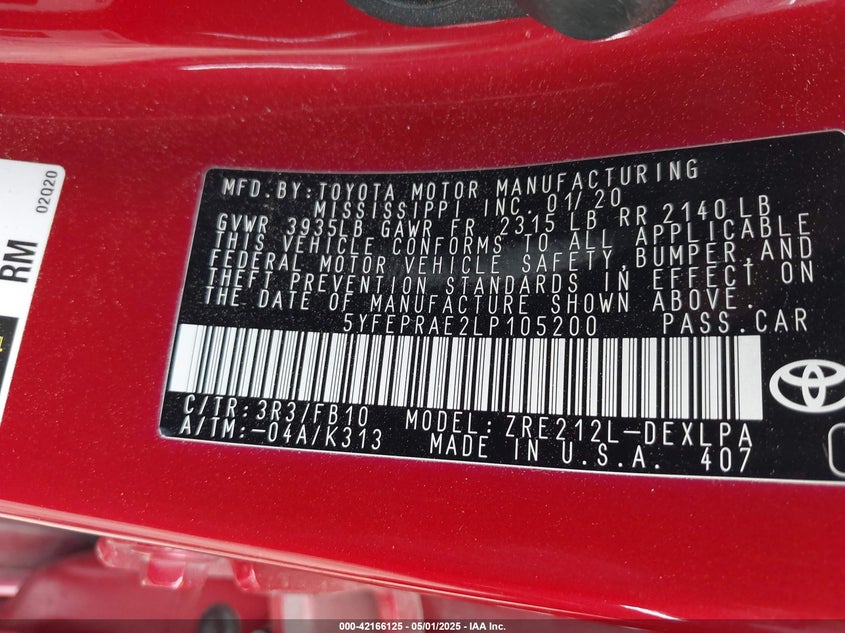 MFD.BY:TOYOTA MOTOR MANUFACTURING
MISSISSIPPI INC. 01/20
GVWR 3935LB GAWR FR 2315 LB RR 2140 LB
THIS VEHICLE CONFORMS TO ALL APPLICABLE
FEDERAL MOTOR VEHICLE SAFETY,BUMPER,AND
THEFT PREVENTION STANDARDS IN EFFECT ON
THE DATE OF MANUFACTURE SHOWN ABOVE.
5YFEPRAE2LP105200 PASS.CAR
C/TR:3R3/FB10 MODEL:ZRE212L-DEXLPA
A/TM:-04A/K313 MADE IN U.S.A. 407
02020
RM
000-42166125 - 05/01/2025 - IAA Inc.